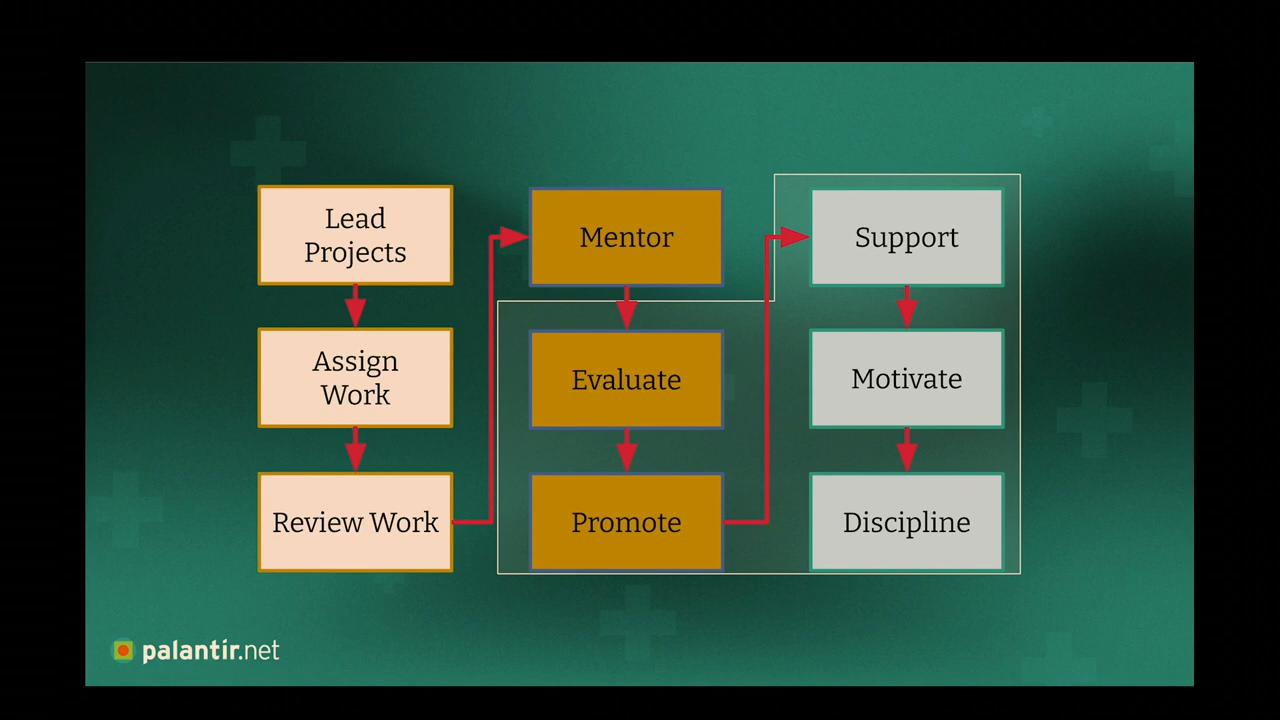 Lead
Projects
Assign
Work
Review Work
Mentor
Evaluate
Promote
Support
Motivate
Discipline
palantir.net